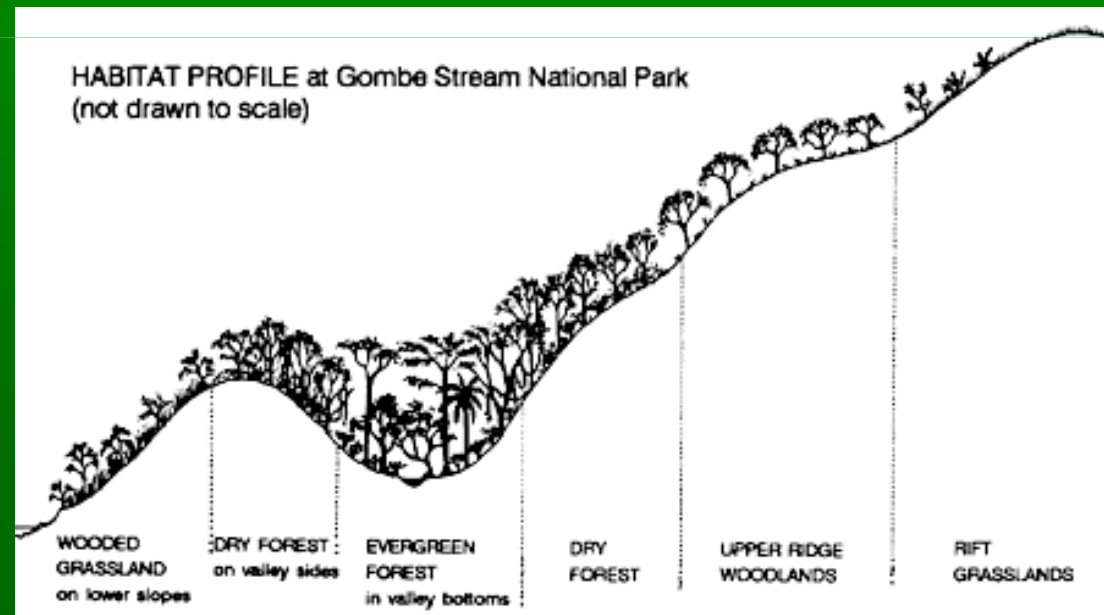 HABITAT PROFILE at Gombe Stream National Park
(not drawn to scale)
WOODED
GRASSLAND
on lower slopes
DRY FOREST
on valley sides
EVERGREEN
FOREST
in valley bottoms
DRY
FOREST
UPPER RIDGE
WOODLANDS
RIFT
GRASSLANDS